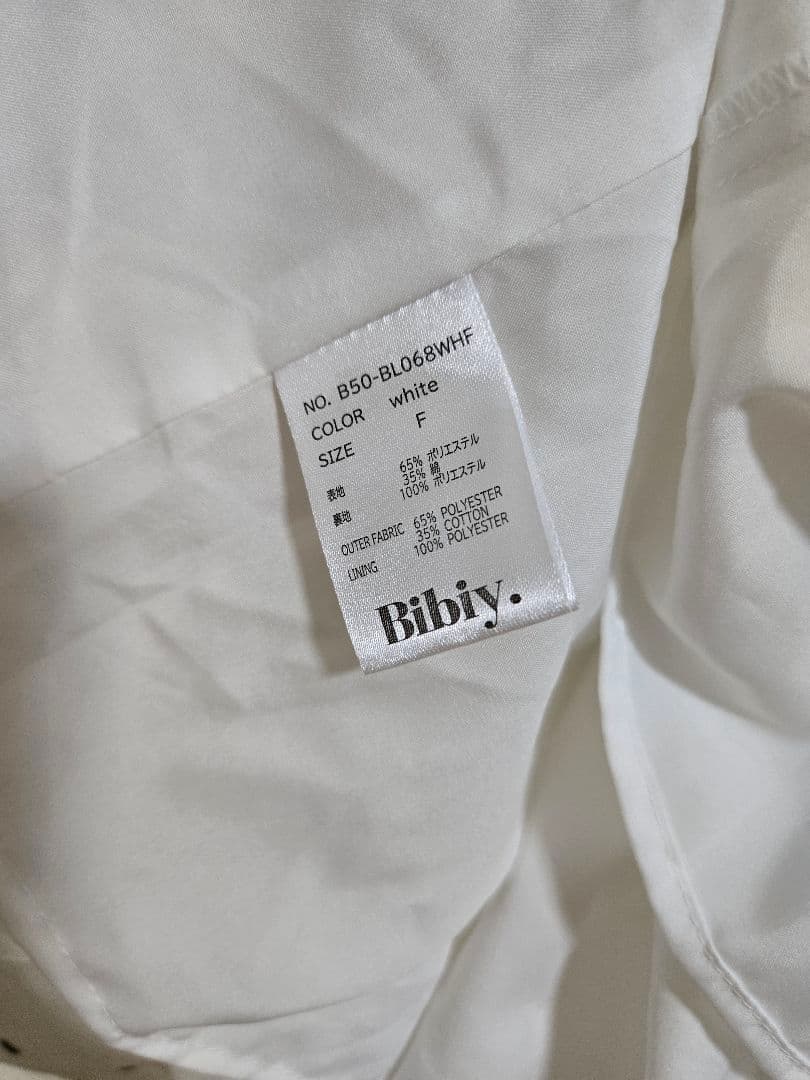 NO. B50-BL068WHF
COLOR white
SIZE F
表地 65% ポリエステル
35% 綿
裏地 100% ポリエステル
OUTER FABRIC 65% POLYESTER
35% COTTON
LINING 100% POLYESTER
Bibiy.